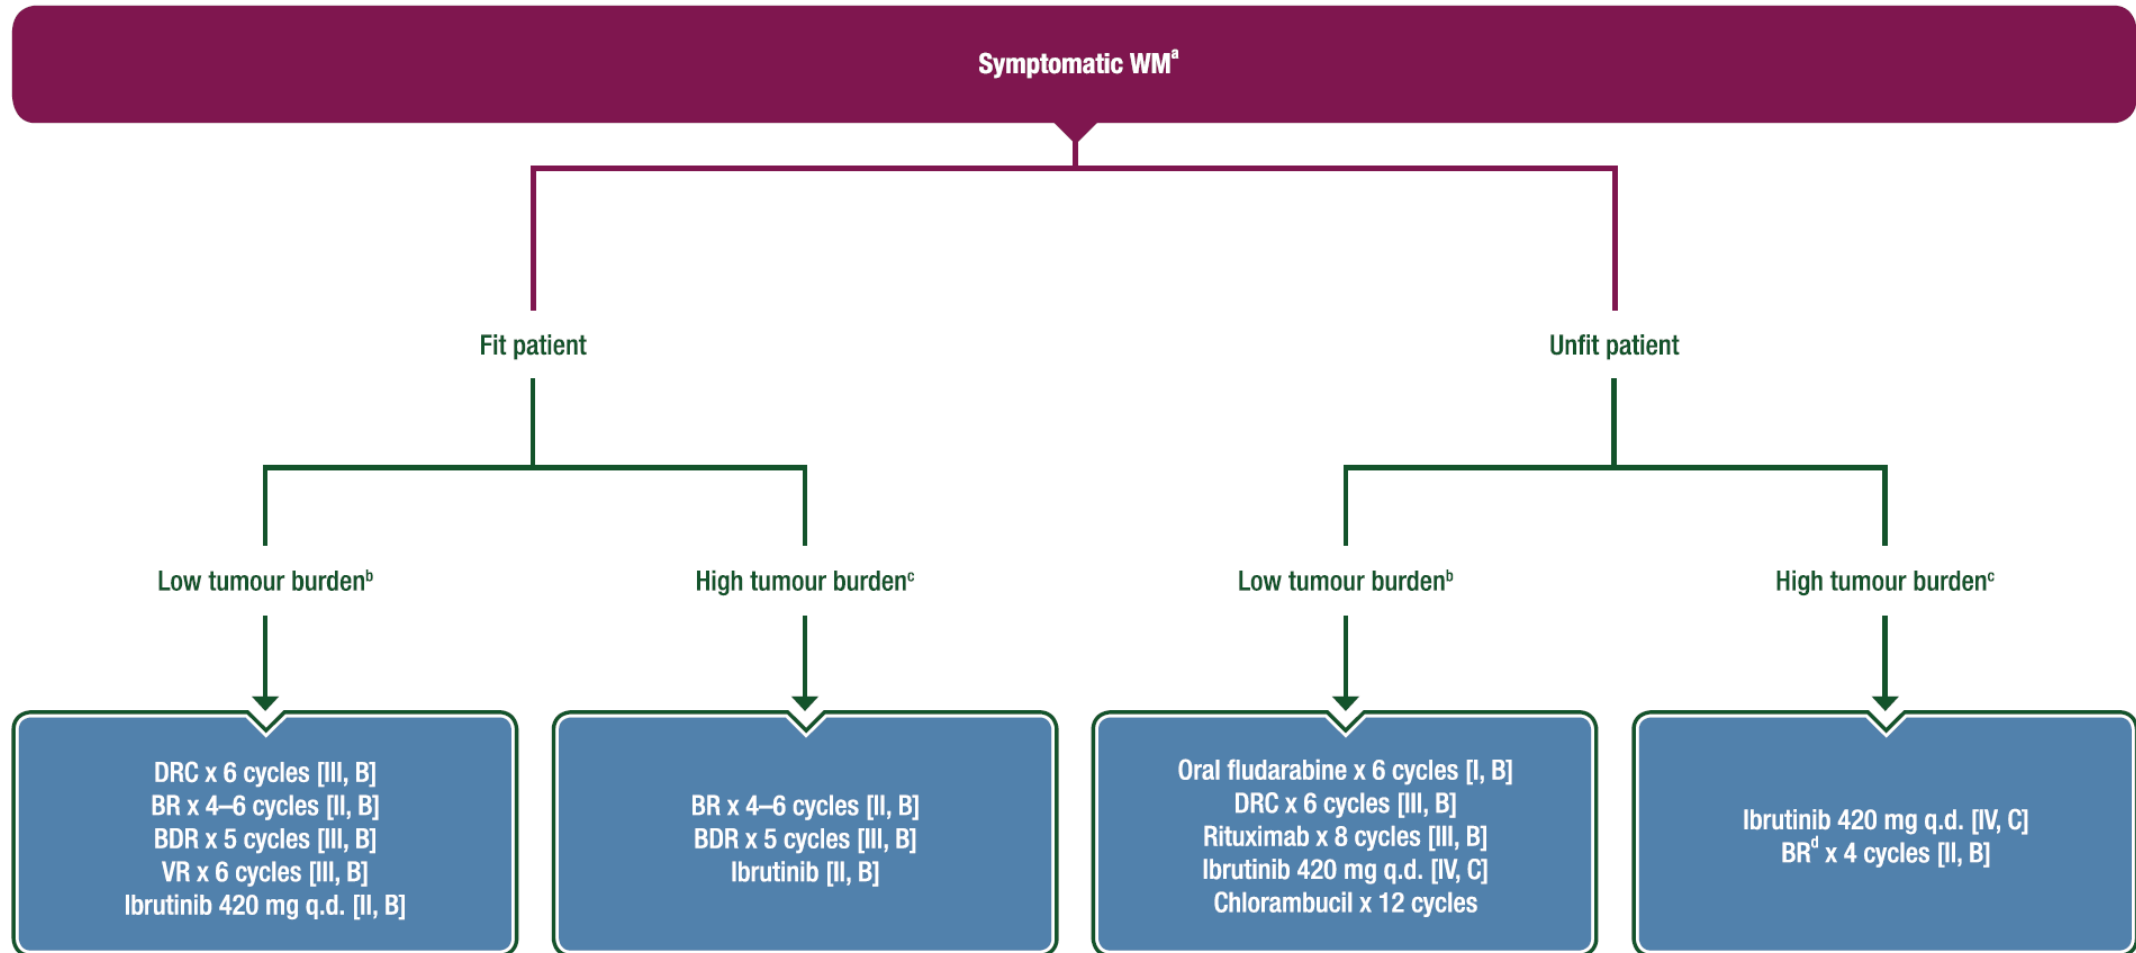 Symptomatic WMᵃ
Fit patient
Unfit patient
Low tumour burdenᵇ
High tumour burdenᶜ
Low tumour burdenᵇ
High tumour burdenᶜ
DRC x 6 cycles [III, B]
BR x 4–6 cycles [II, B]
BDR x 5 cycles [III, B]
VR x 6 cycles [III, B]
Ibrutinib 420 mg q.d. [II, B]
BR x 4–6 cycles [II, B]
BDR x 5 cycles [III, B]
Ibrutinib [II, B]
Oral fludarabine x 6 cycles [I, B]
DRC x 6 cycles [III, B]
Rituximab x 8 cycles [III, B]
Ibrutinib 420 mg q.d. [IV, C]
Chlorambucil x 12 cycles
Ibrutinib 420 mg q.d. [IV, C]
BRᵈ x 4 cycles [II, B]